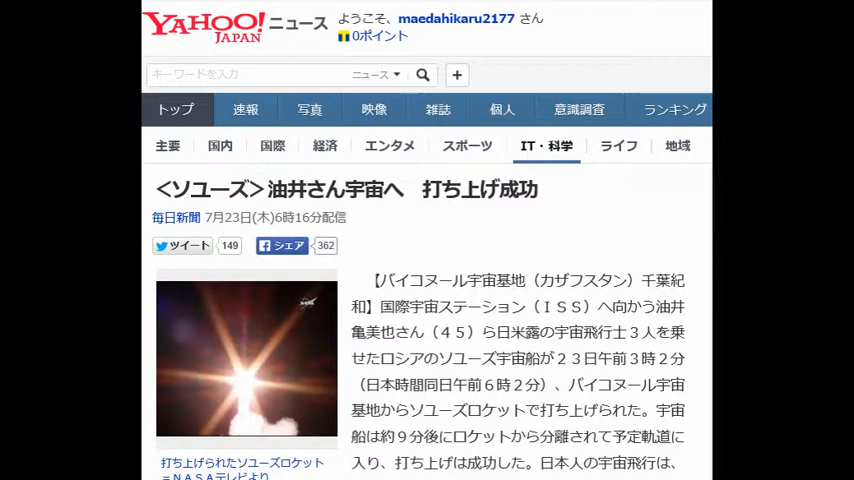 YAHOO! JAPAN ニュース
ようこそ、maedahikaru2177 さん
0ポイント
キーワードを入力 ニュース
トップ 速報 写真 映像 雑誌 個人 意識調査 ランキング
主要 国内 国際 経済 エンタメ スポーツ IT・科学 ライフ 地域
＜ソユーズ＞油井さん宇宙へ　打ち上げ成功
毎日新聞 7月23日(木)6時16分配信
ツイート 149 シェア 362
【バイコヌール宇宙基地（カザフスタン）千葉紀
和】国際宇宙ステーション（ＩＳＳ）へ向かう油井
亀美也さん（４５）ら日米露の宇宙飛行士３人を乗
せたロシアのソユーズ宇宙船が２３日午前３時２分
（日本時間同日午前６時２分）、バイコヌール宇宙
基地からソユーズロケットで打ち上げられた。宇宙
船は約９分後にロケットから分離されて予定軌道に
入り、打ち上げは成功した。日本人の宇宙飛行は、
NASA
打ち上げられたソユーズロケット
＝ＮＡＳＡテレビより